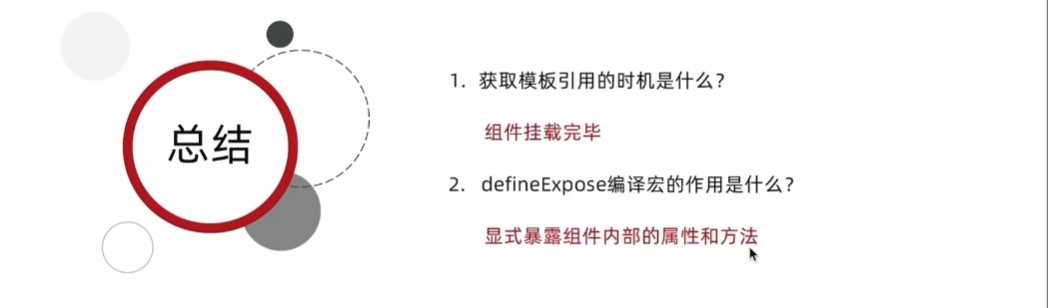 总结
1. 获取模板引用的时机是什么？
组件挂载完毕
2. defineExpose编译宏的作用是什么？
显式暴露组件内部的属性和方法